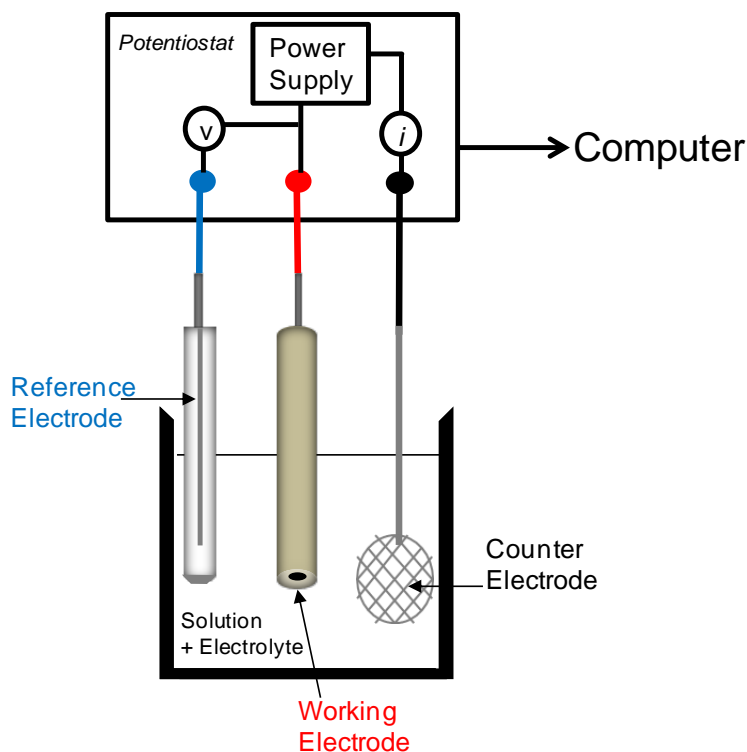 Potentiostat
Power
Supply
v
i
Computer
Reference
Electrode
Counter
Electrode
Solution
+ Electrolyte
Working
Electrode